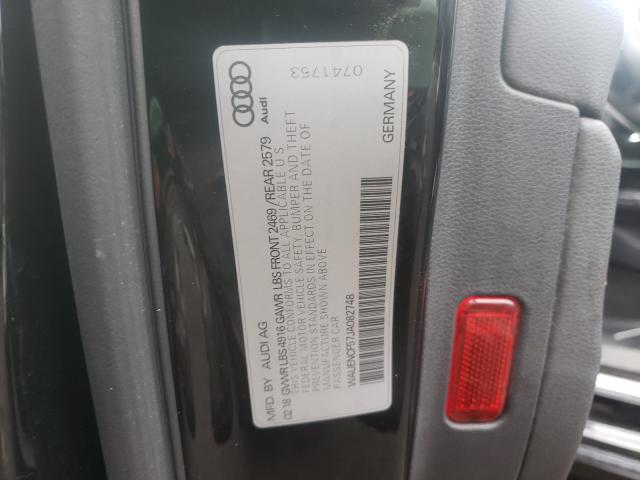 Audi
0741753
GERMANY
MFD. BY AUDI AG
02 18 GWVR LBS 4916 GAWR LBS FRONT 2469 / REAR 2579
THIS VEHICLE CONFORMS TO ALL APPLICABLE U S
FEDERAL MOTOR VEHICLE SAFETY, BUMPER AND THEFT
PREVENTION STANDARDS IN EFFECT ON THE DATE OF
MANUFACTURE SHOWN ABOVE
PASSENGER CAR
WAUENCF57JA082748